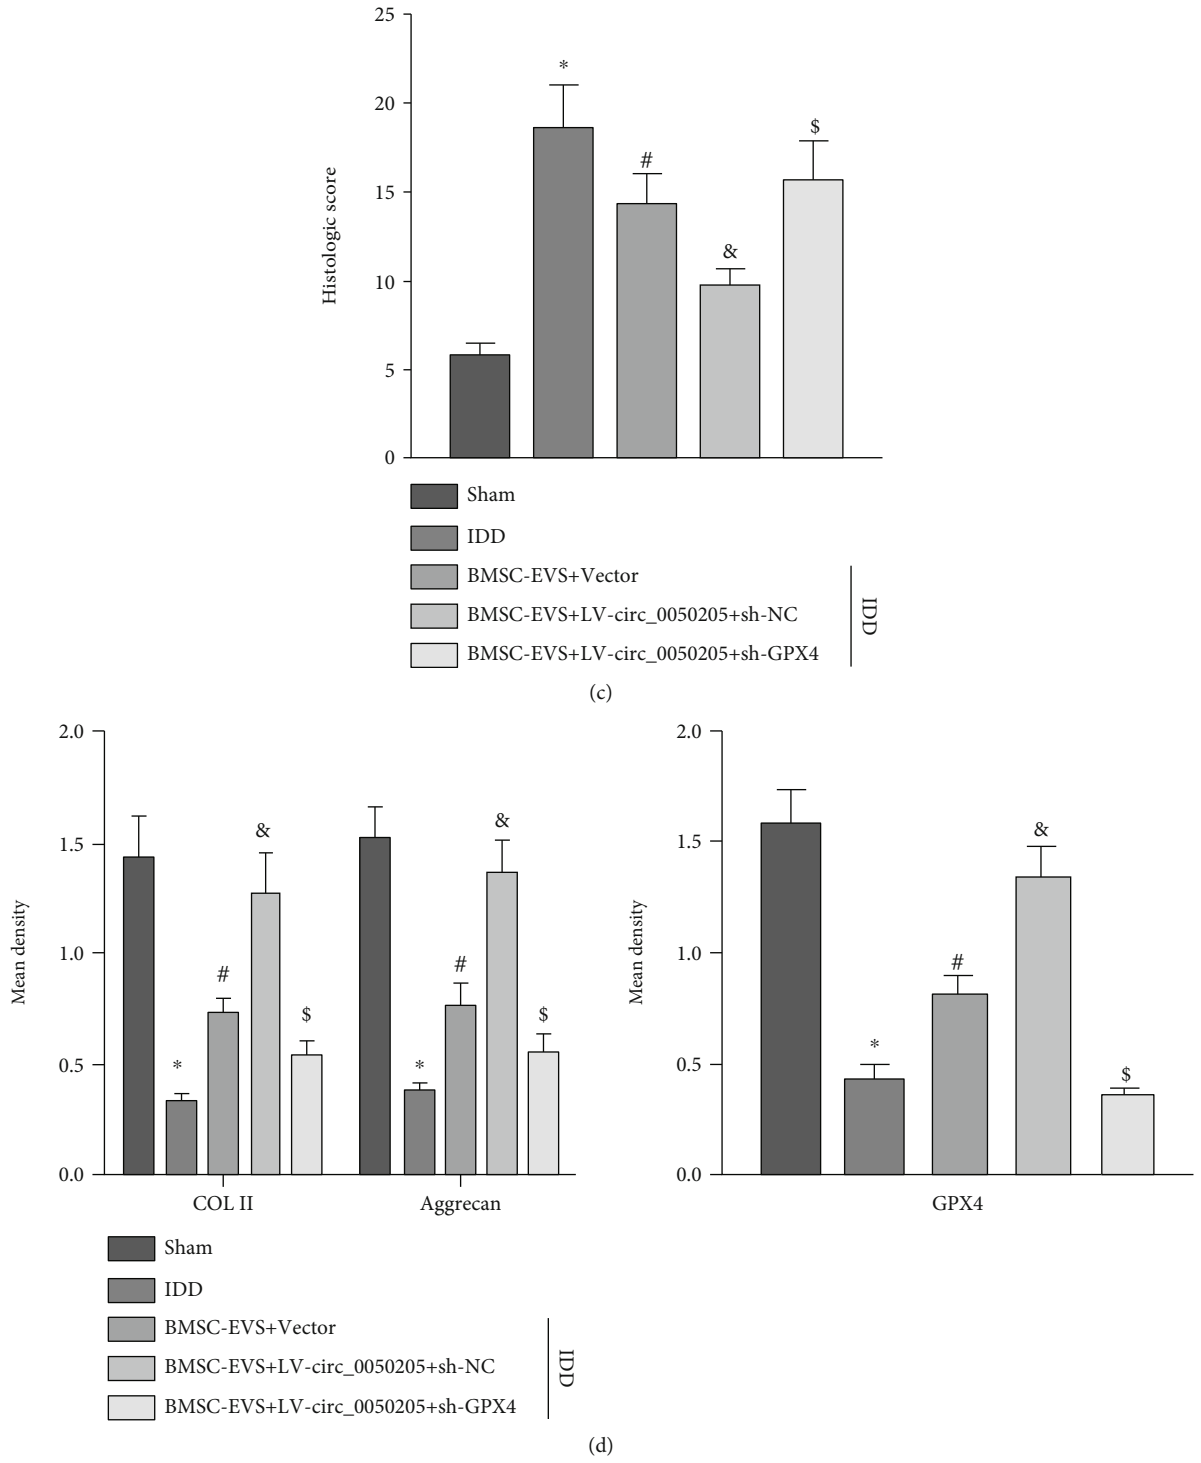 25
*
20
$
#
15
Histologic score
&
10
5
0
Sham
IDD
BMSC-EVS+Vector
BMSC-EVS+LV-circ_0050205+sh-NC
BMSC-EVS+LV-circ_0050205+sh-GPX4
IDD
(c)
2.0
1.5
1.0
0.5
0.0
Mean density
*
#
&
$
*
#
&
$
COL II
Aggrecan
2.0
1.5
1.0
0.5
0.0
Mean density
*
#
&
$
GPX4
Sham
IDD
BMSC-EVS+Vector
BMSC-EVS+LV-circ_0050205+sh-NC
BMSC-EVS+LV-circ_0050205+sh-GPX4
IDD
(d)